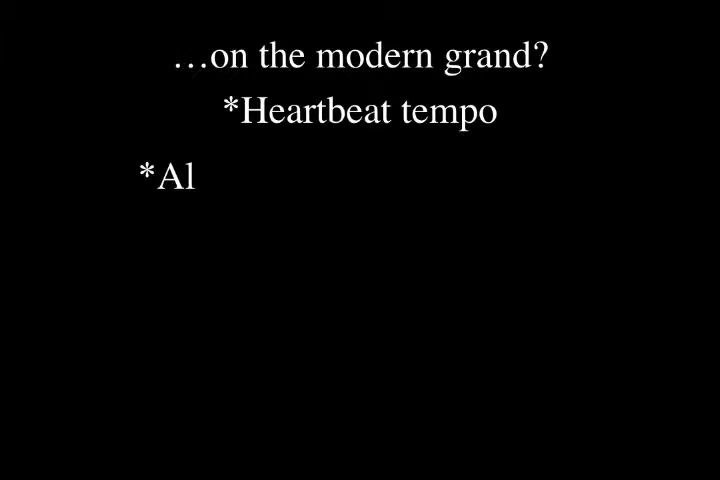 …on the modern grand?
*Heartbeat tempo
*Al